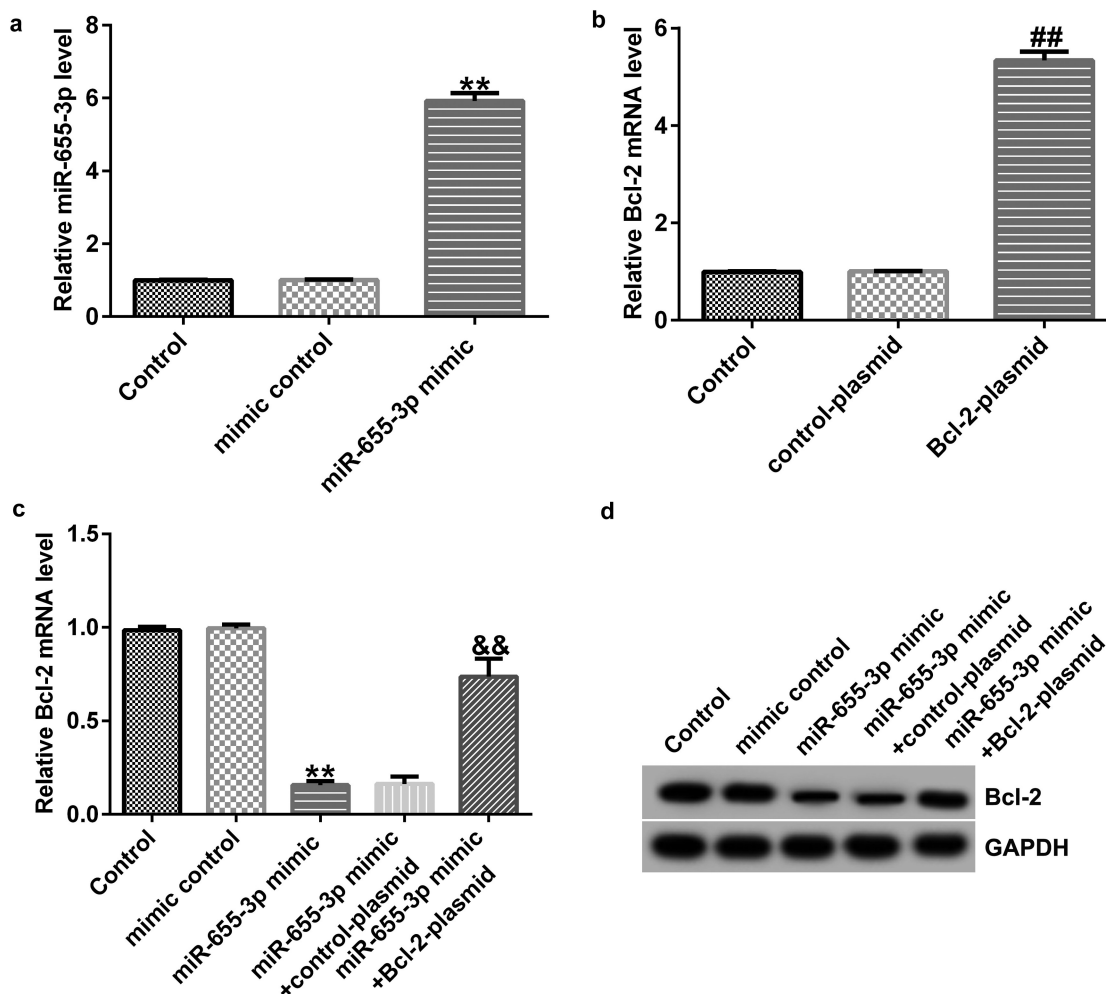 a
Relative miR-655-3p level
8
6
4
2
0
**
Control
mimic control
miR-655-3p mimic
b
Relative Bcl-2 mRNA level
6
4
2
0
##
Control
control-plasmid
Bcl-2-plasmid
c
Relative Bcl-2 mRNA level
1.5
1.0
0.5
0.0
**
&&
Control
mimic control
miR-655-3p mimic
miR-655-3p mimic
+control-plasmid
miR-655-3p mimic
+Bcl-2-plasmid
d
Control
mimic control
miR-655-3p mimic
miR-655-3p mimic
+control-plasmid
miR-655-3p mimic
+Bcl-2-plasmid
Bcl-2
GAPDH